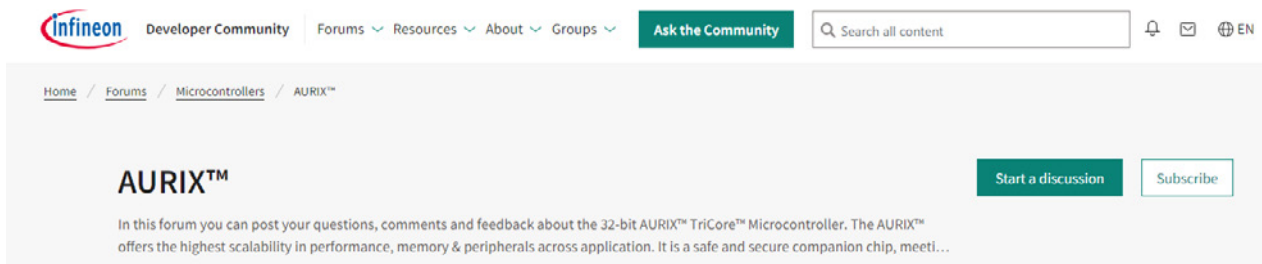 infineon Developer Community Forums Resources About Groups Ask the Community Search all content EN
Home / Forums / Microcontrollers / AURIX™
AURIX™
Start a discussion Subscribe
In this forum you can post your questions, comments and feedback about the 32-bit AURIX™ TriCore™ Microcontroller. The AURIX™
offers the highest scalability in performance, memory & peripherals across application. It is a safe and secure companion chip, meeti...